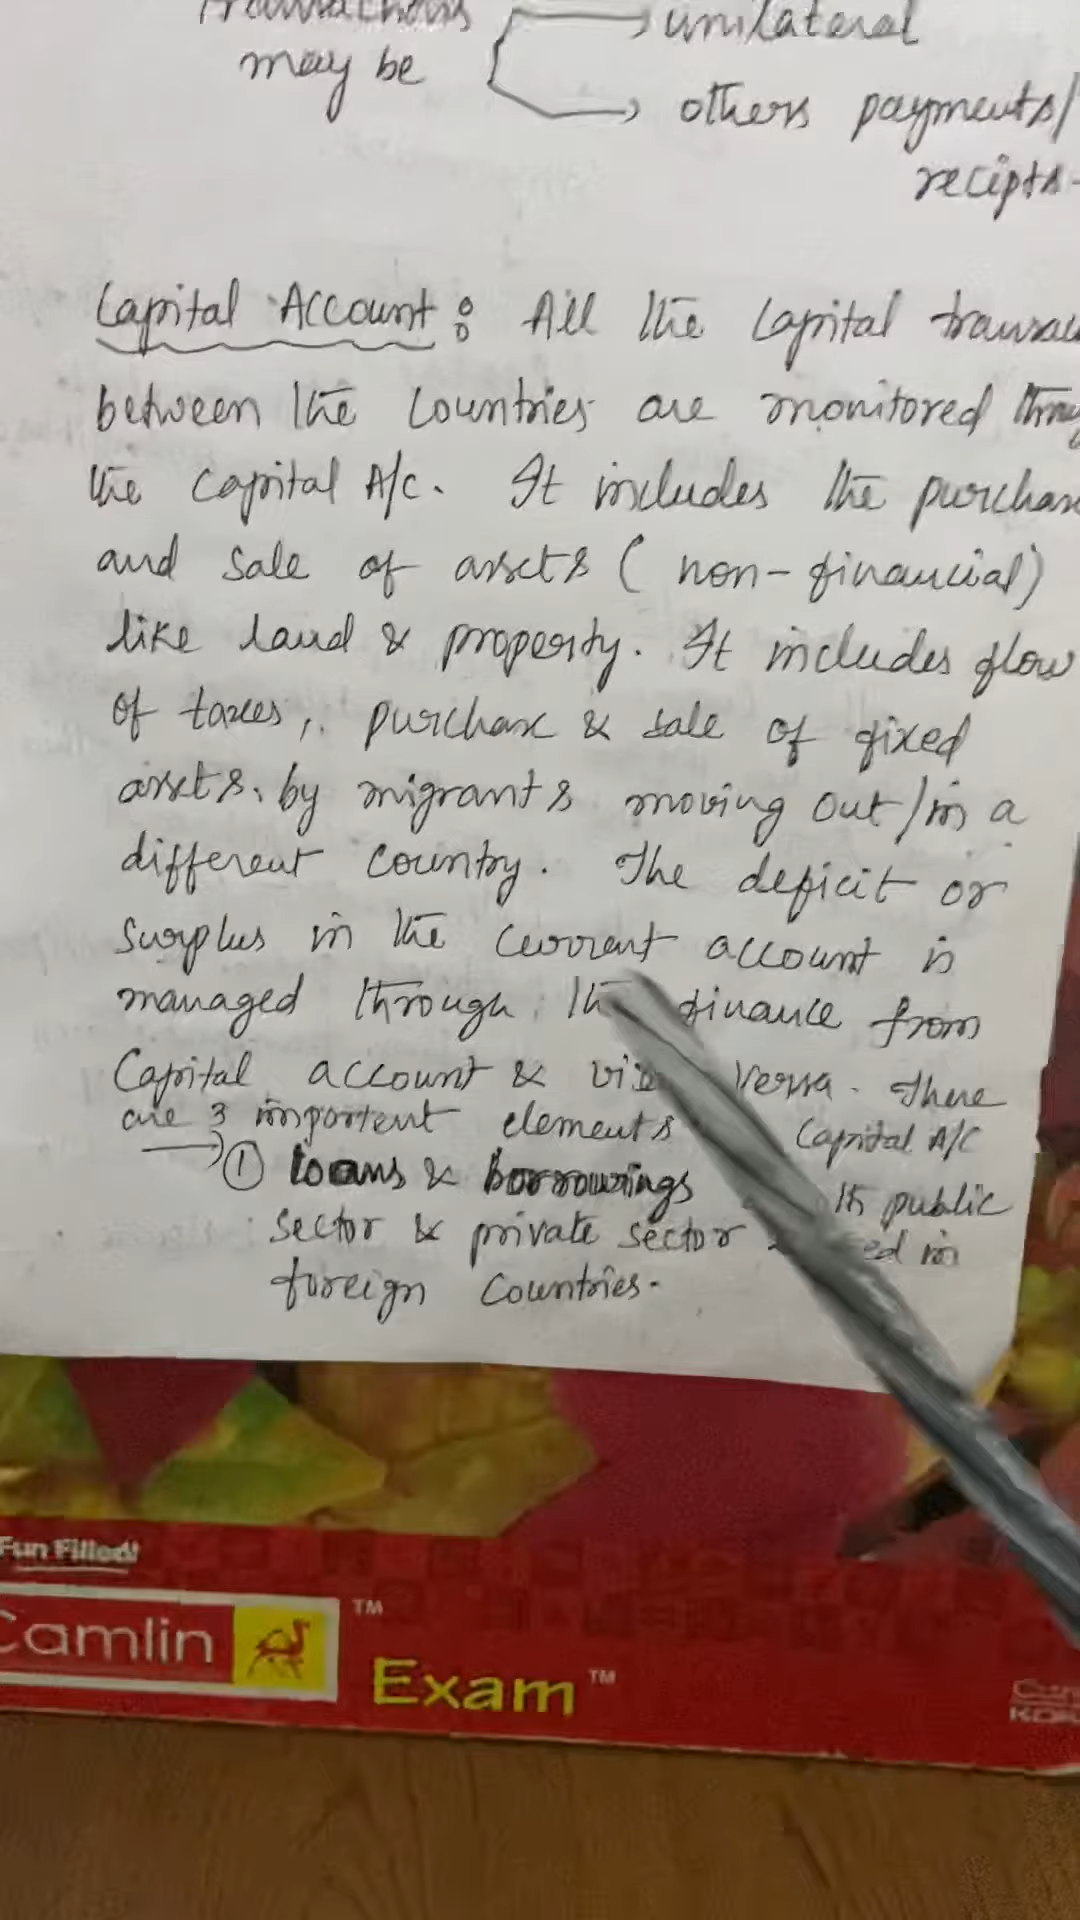 may be
unilateral
others payments/
recipts-
Capital Account : All the Capital
between the Countries are monitored
the Capital A/c. It includes the
and sale of assets ( non-financial)
like land & property. It includes flow
of taxes, purchase & sale of fixed
assets, by migrants moving out/in a
different Country. The deficit or
surplus in the current account is
managed through finance from
Capital account & versa. There
are 3 important elements Capital A/C
→ ① loans & borrowings public
sector & private sector in
foreign Countries.
Fun Filled!
Camlin TM
Exam TM